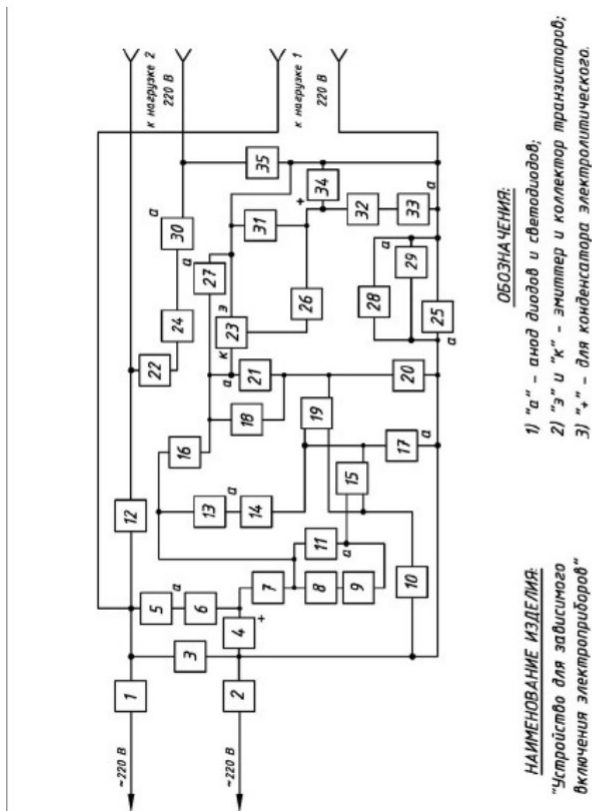 к нагрузке 2
220 В
к нагрузке 1
220 В
~220 В
~220 В
1
2
3
4
+
5
а
6
7
8
9
10
11
а
12
13
а
14
15
16
17
а
18
19
20
21
а
22
23
к
э
24
25
а
26
27
а
28
29
а
30
а
31
32
33
а
34
+
35
НАИМЕНОВАНИЕ ИЗДЕЛИЯ:
"Устройство для зависимого
включения электроприборов"
ОБОЗНАЧЕНИЯ:
1) "а" – анод диодов и светодиодов;
2) "э" и "к" – эмиттер и коллектор транзисторов;
3) "+" – для конденсатора электролитического.